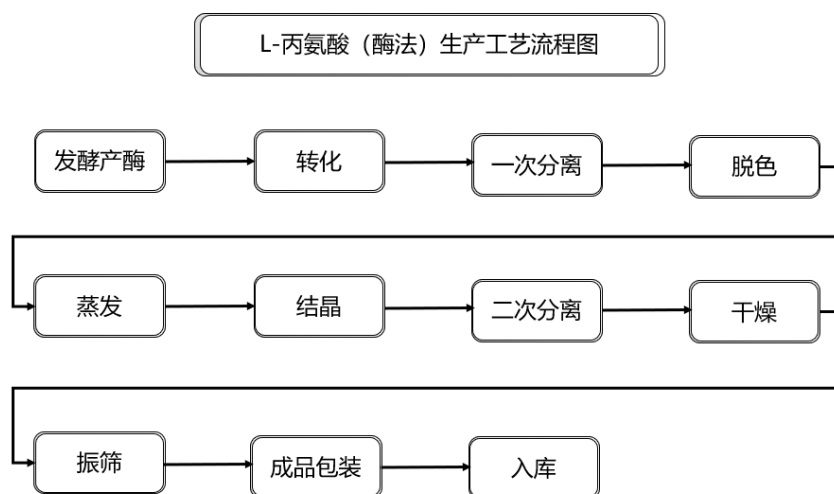 L-丙氨酸（酶法）生产工艺流程图
发酵产酶
转化
一次分离
脱色
蒸发
结晶
二次分离
干燥
振筛
成品包装
入库